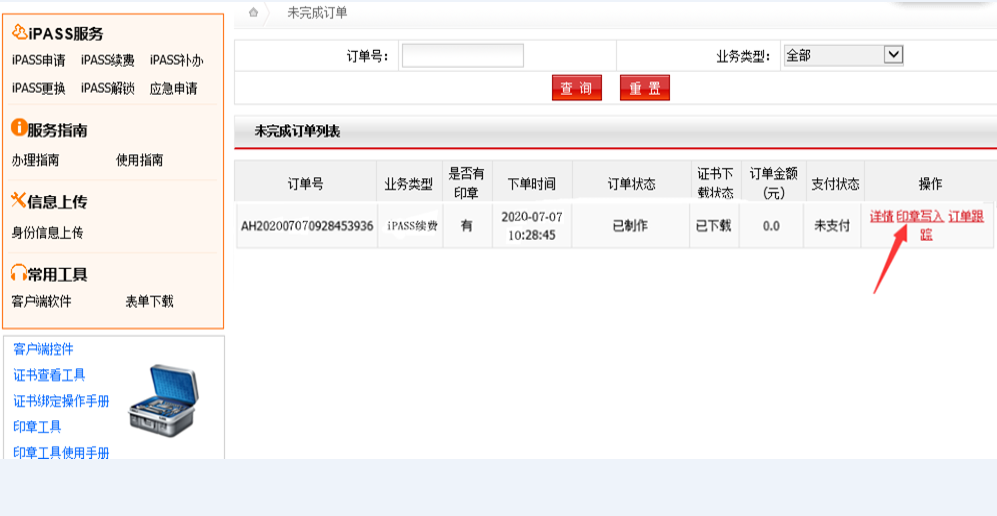 未完成订单
iPASS服务
iPASS申请 iPASS续费 iPASS补办
iPASS更换 iPASS解锁 应急申请
服务指南
办理指南 使用指南
信息上传
身份信息上传
常用工具
客户端软件 表单下载
客户端控件
证书查看工具
证书绑定操作手册
印章工具
印章工具使用手册
订单号: 业务类型: 全部
查 询 重 置
未完成订单列表
订单号 业务类型 是否有印章 下单时间 订单状态 证书下载状态 订单金额(元) 支付状态 操作
AH202007070928453936 iPASS续费 有 2020-07-07 10:28:45 已制作 已下载 0.0 未支付 详情 印章写入 订单跟踪